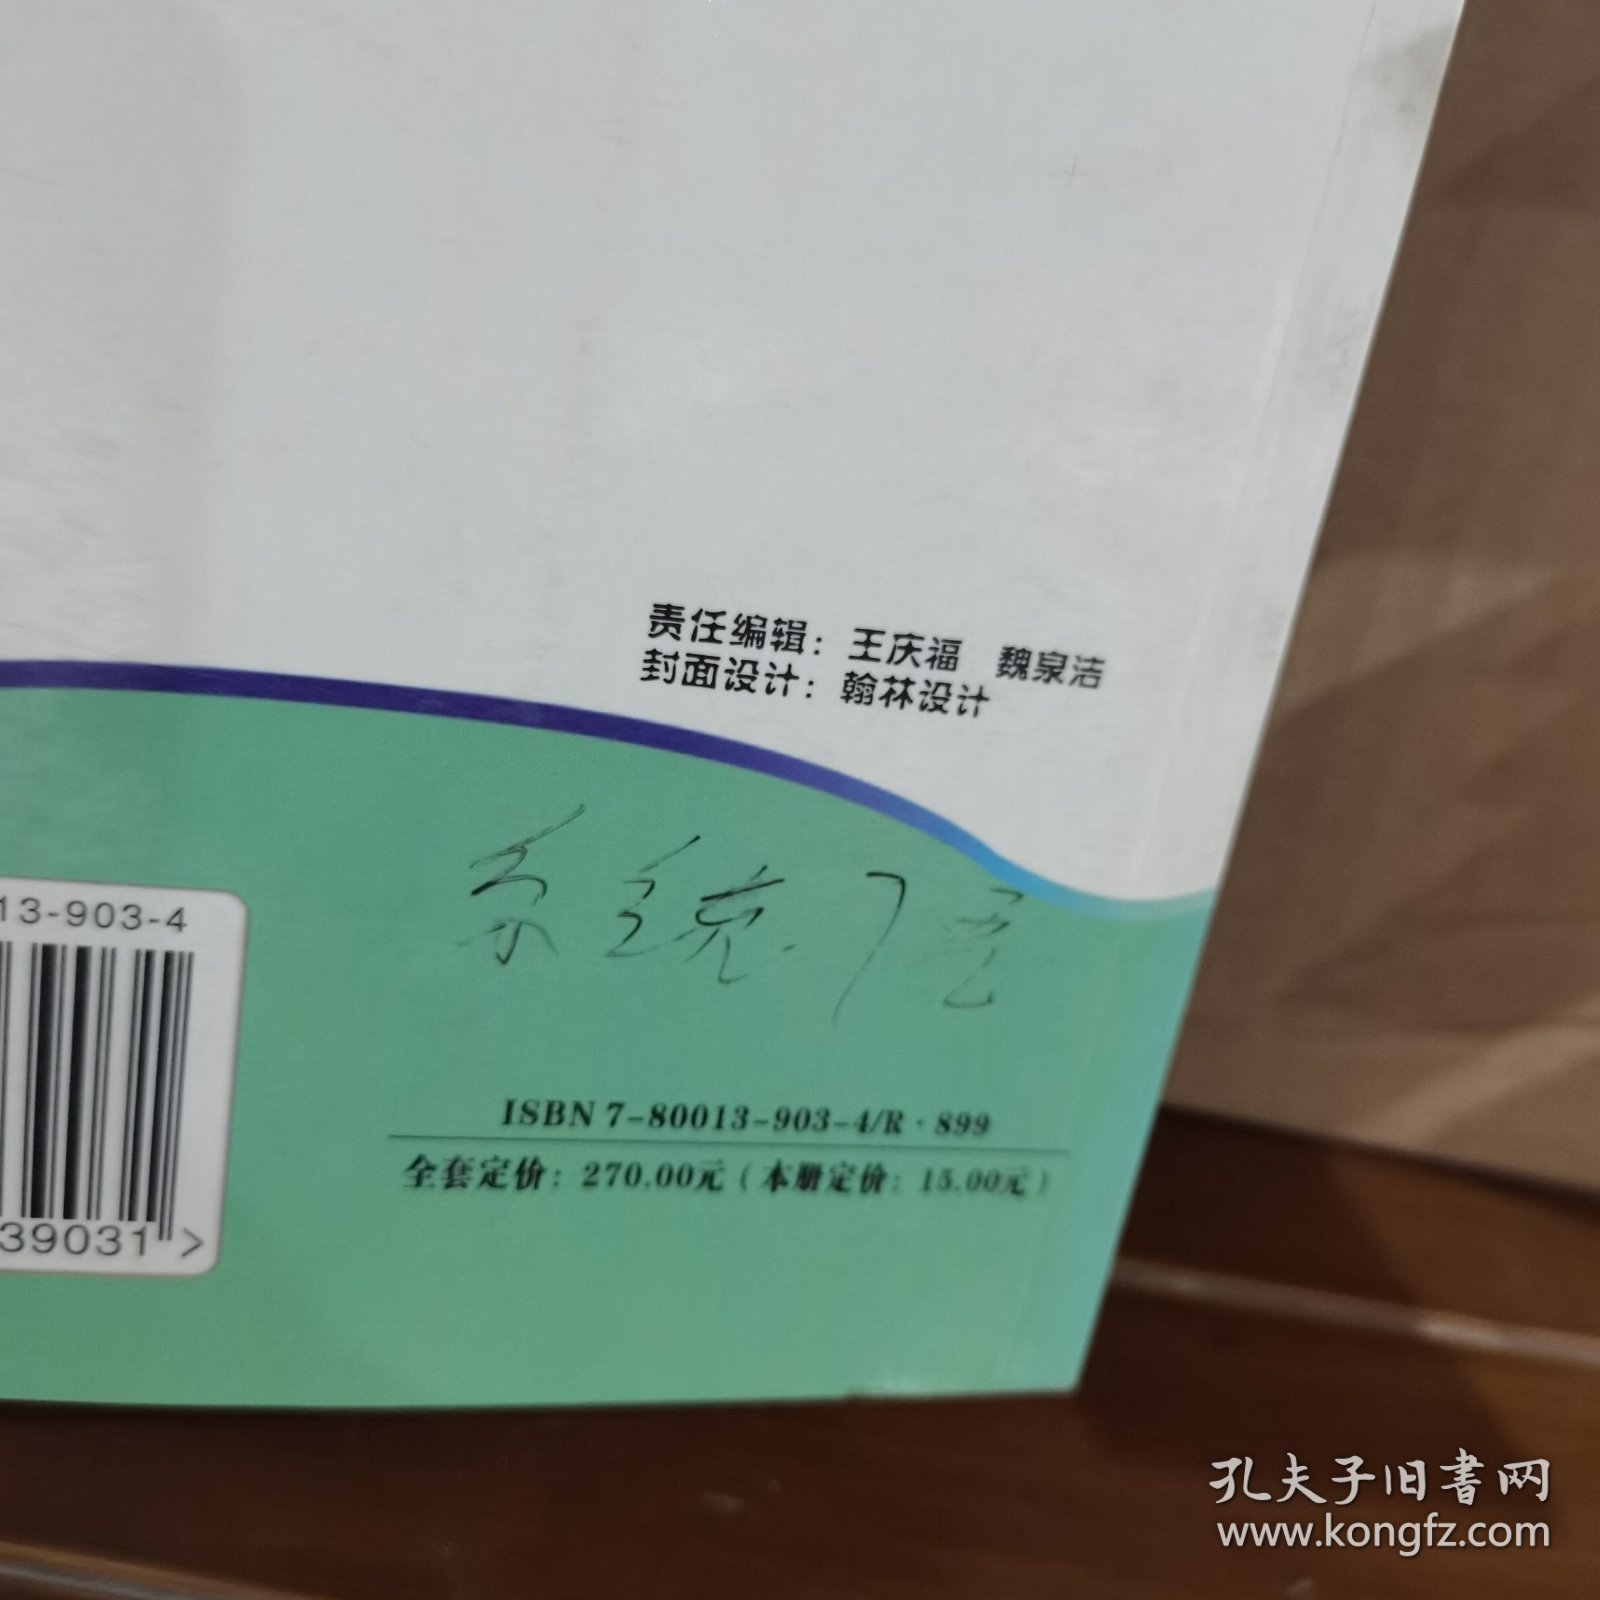 责任编辑：王庆福 魏泉洁
封面设计：翰林设计
系统.
13-903-4
39031>
ISBN 7-80013-903-4/R·899
全套定价：270.00元（本册定价：15.00元）
孔夫子旧书网
www.kongfz.com